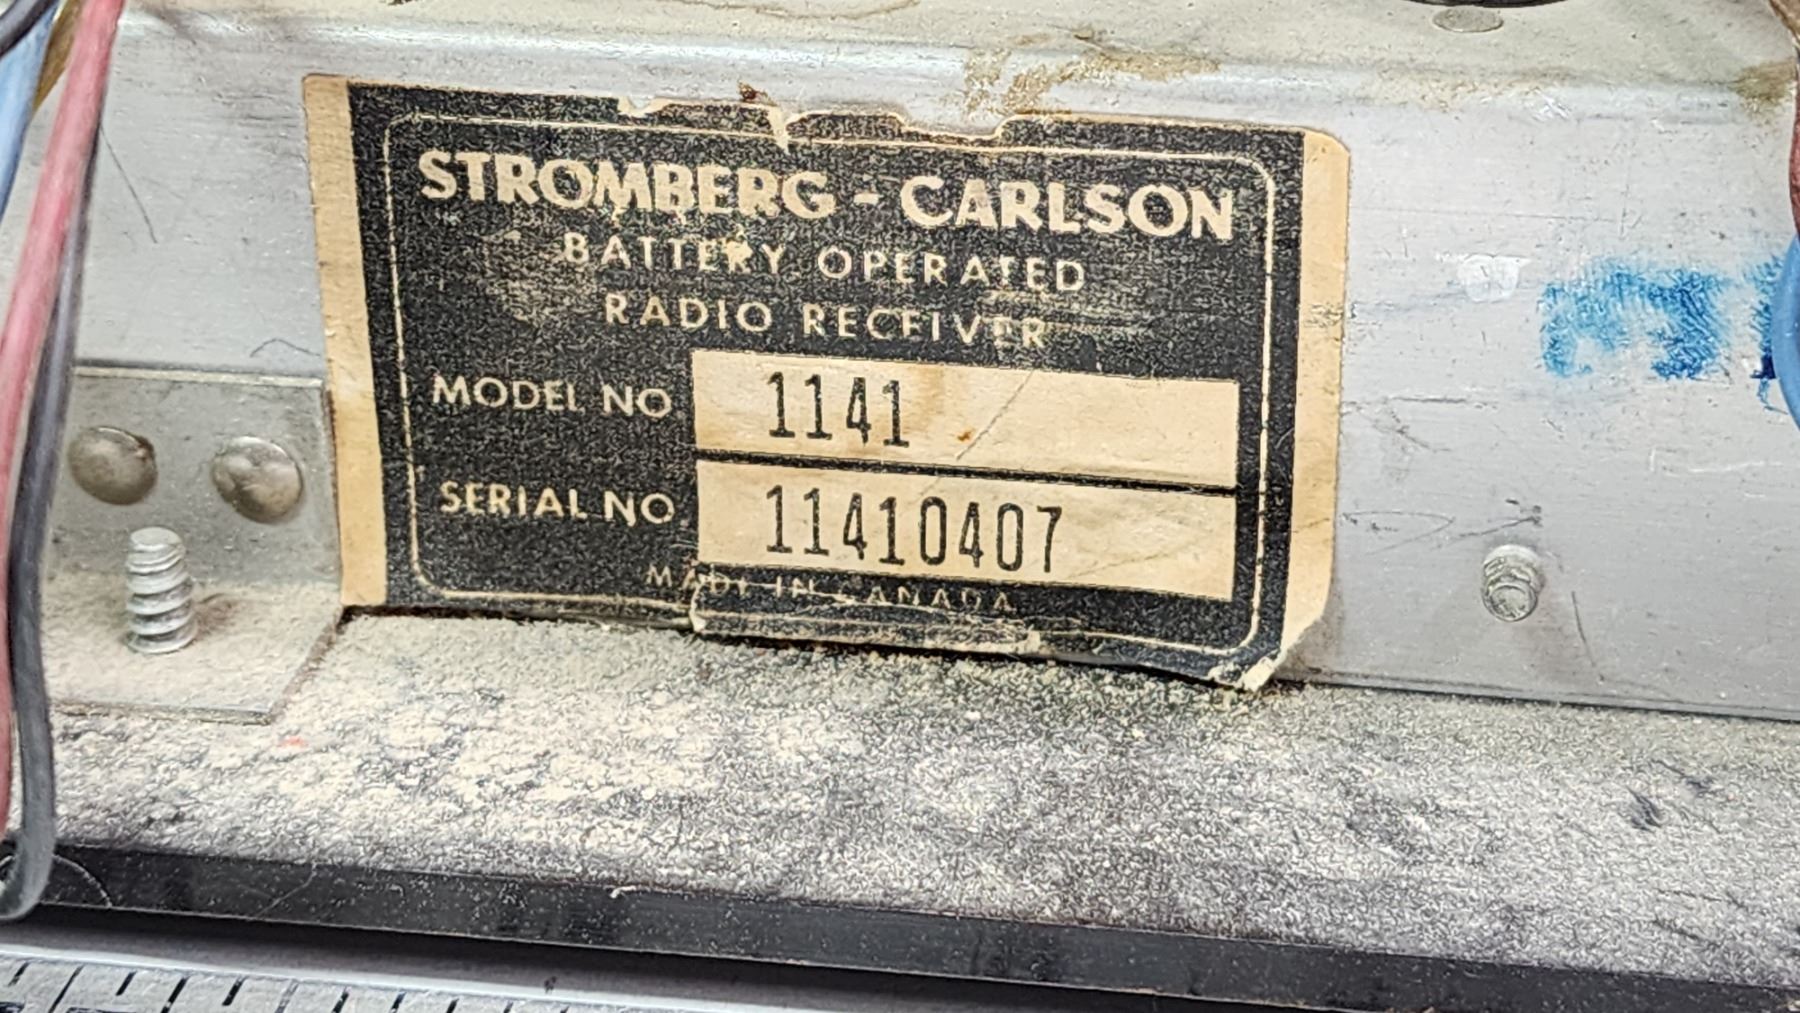 STROMBERG - CARLSON
BATTERY OPERATED
RADIO RECEIVER
MODEL NO 1141
SERIAL NO 11410407
MADE IN CANADA